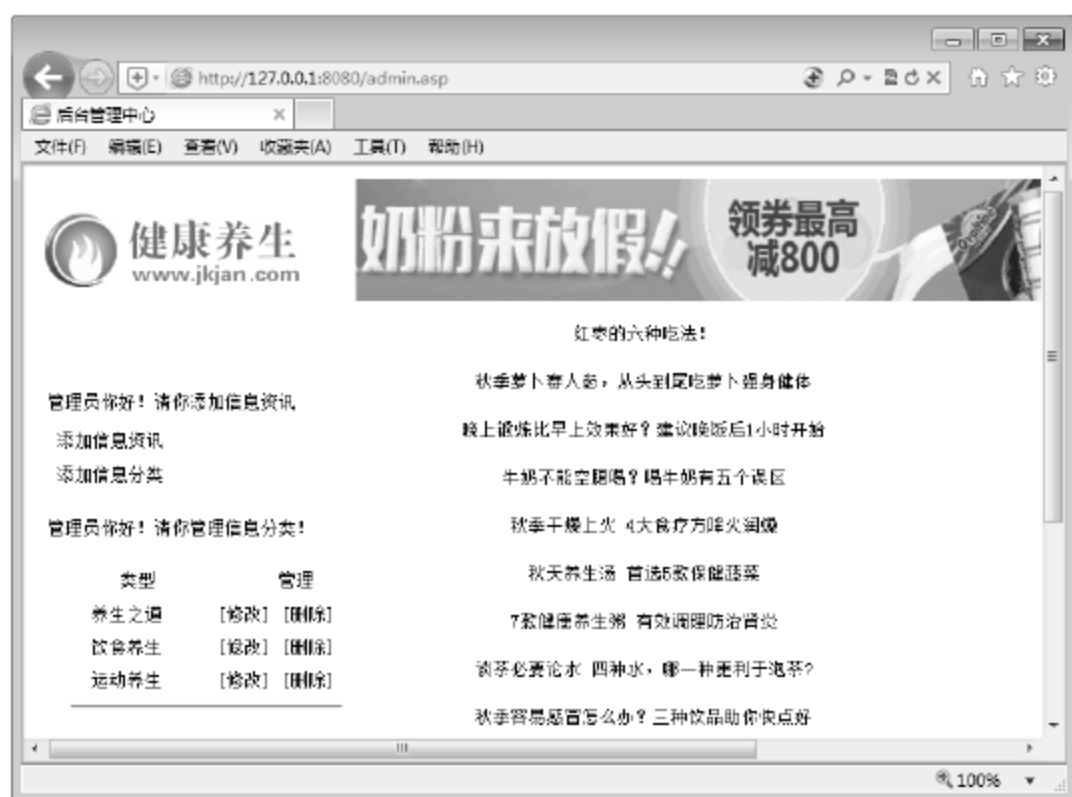 http://127.0.0.1:8080/admin.asp
后台管理中心
文件(F) 编辑(E) 查看(V) 收藏夹(A) 工具(T) 帮助(H)
健康养生
www.jkjan.com
奶粉来放假!!
领券最高
减800
红枣的六种吃法!
秋季萝卜赛人参，从头到尾吃萝卜强身健体
管理员你好！请你添加信息资讯
晚上锻炼比早上效果好？建议晚饭后1小时开始
添加信息资讯
添加信息分类
牛奶不能空腹喝？喝牛奶有五个误区
管理员你好！请你管理信息分类！
秋季干燥上火 4大食疗方降火润燥
类型 管理
秋天养生汤 首选5款保健蔬菜
养生之道 [修改] [删除]
7款健康养生粥 有效调理防治肾炎
饮食养生 [修改] [删除]
运动养生 [修改] [删除]
谈茶必要论水 四种水，哪一种更利于泡茶?
秋季容易感冒怎么办？三种饮品助你快点好
100%